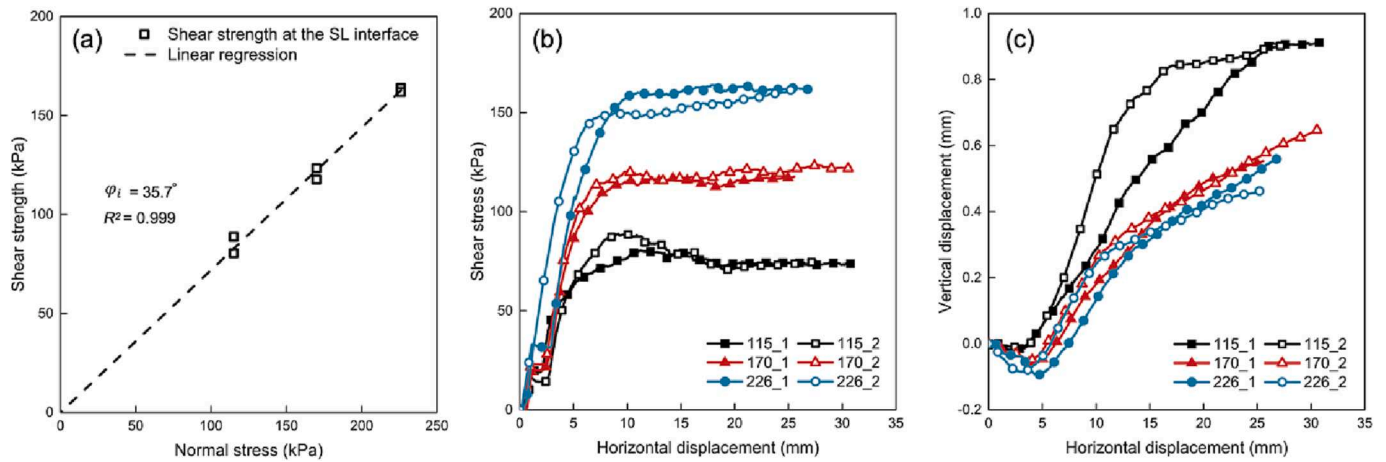 (a)
Shear strength at the SL interface
Linear regression
φi = 35.7°
R² = 0.999
Shear strength (kPa)
200
150
100
50
0
0 50 100 150 200 250
Normal stress (kPa)
(b)
Shear stress (kPa)
200
150
100
50
0
115_1 115_2
170_1 170_2
226_1 226_2
0 5 10 15 20 25 30 35
Horizontal displacement (mm)
(c)
Vertical displacement (mm)
1.0
0.8
0.6
0.4
0.2
0.0
-0.2
115_1 115_2
170_1 170_2
226_1 226_2
0 5 10 15 20 25 30 35
Horizontal displacement (mm)